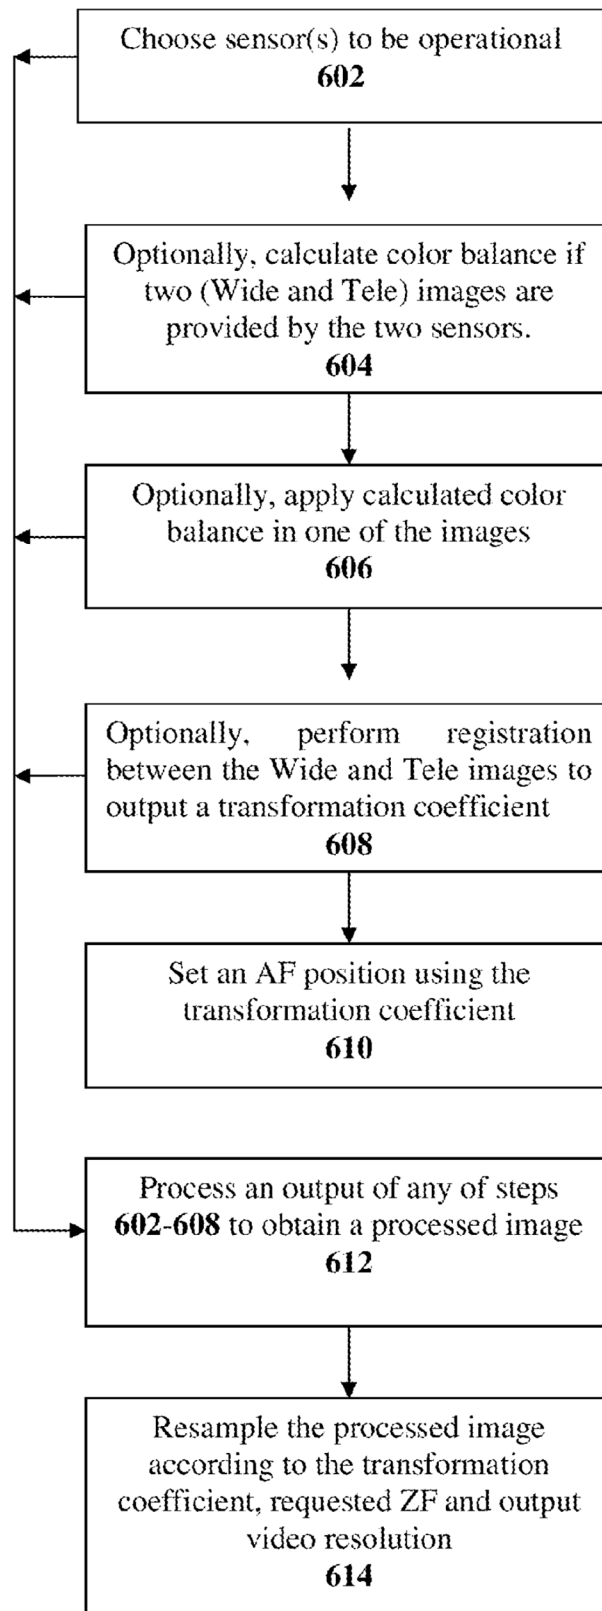 Choose sensor(s) to be operational
602
Optionally, calculate color balance if
two (Wide and Tele) images are
provided by the two sensors.
604
Optionally, apply calculated color
balance in one of the images
606
Optionally, perform registration
between the Wide and Tele images to
output a transformation coefficient
608
Set an AF position using the
transformation coefficient
610
Process an output of any of steps
602-608 to obtain a processed image
612
Resample the processed image
according to the transformation
coefficient, requested ZF and output
video resolution
614